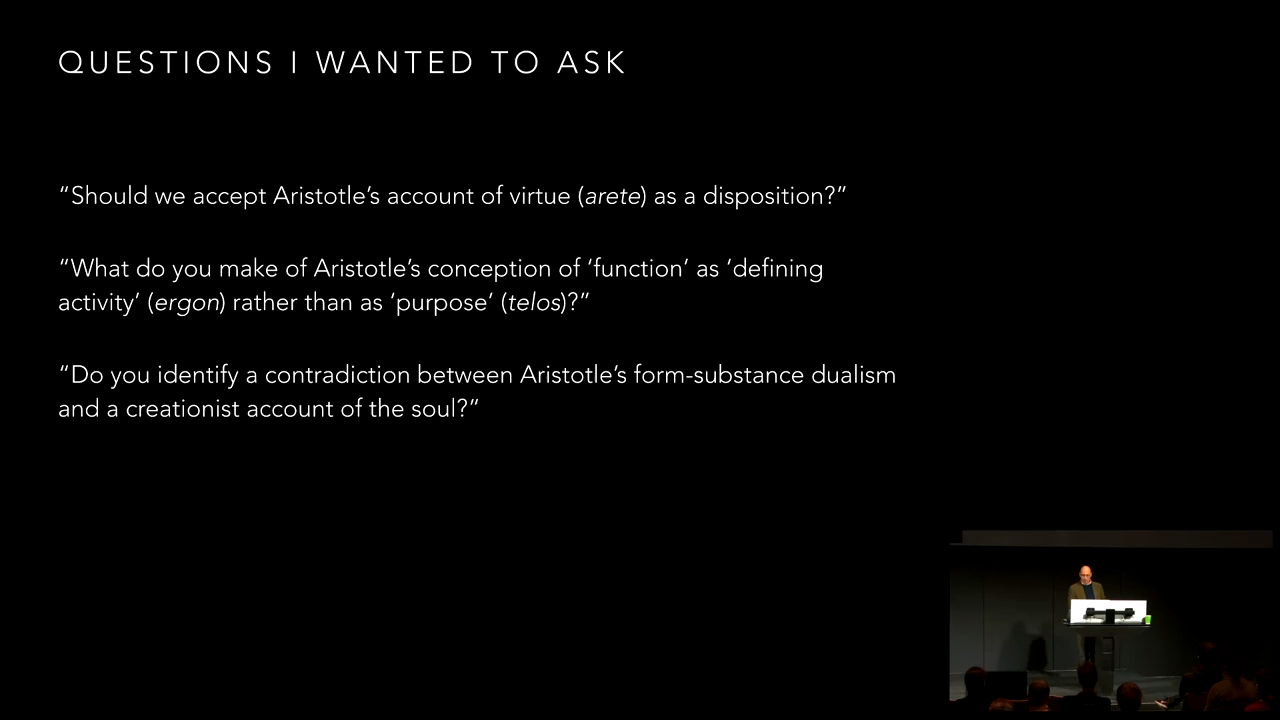 QUESTIONS I WANTED TO ASK
“Should we accept Aristotle’s account of virtue (arete) as a disposition?”
“What do you make of Aristotle’s conception of ‘function’ as ‘defining
activity’ (ergon) rather than as ‘purpose’ (telos)?”
“Do you identify a contradiction between Aristotle’s form-substance dualism
and a creationist account of the soul?”